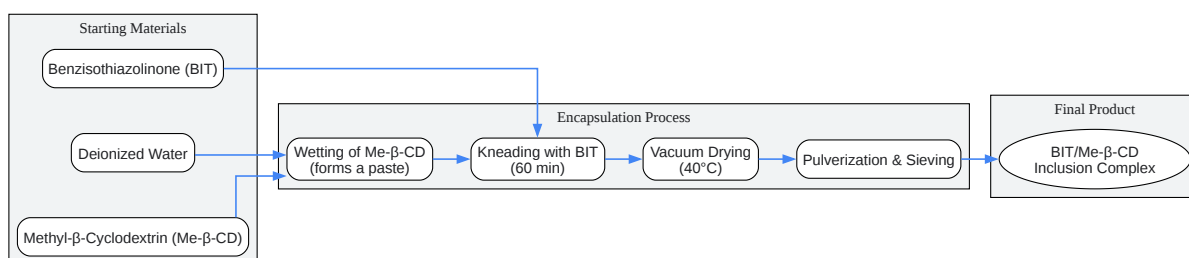 Starting Materials
Benzisothiazolinone (BIT)
Deionized Water
Methyl-β-Cyclodextrin (Me-β-CD)
Encapsulation Process
Wetting of Me-β-CD
(forms a paste)
Kneading with BIT
(60 min)
Vacuum Drying
(40°C)
Pulverization & Sieving
Final Product
BIT/Me-β-CD
Inclusion Complex